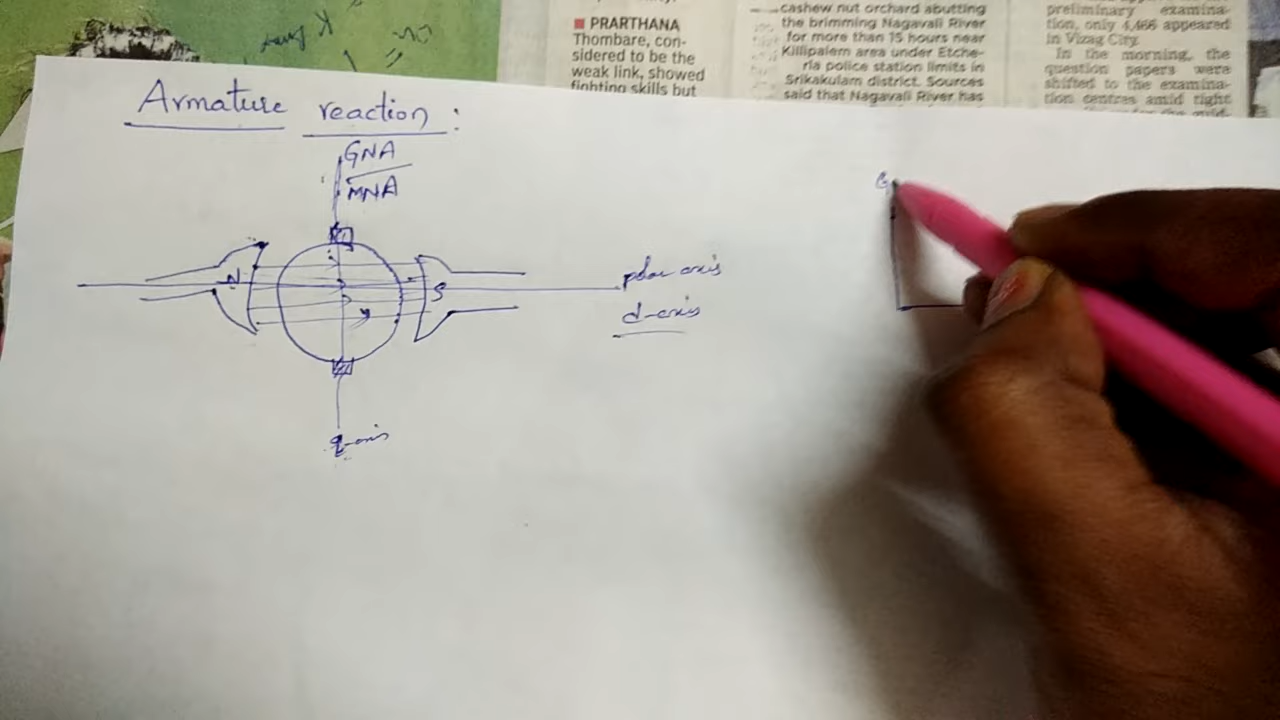 ■ PRARTHANA
Thombare, con-
sidered to be the
weak link, showed
fighting skills but
cashew nut orchard abutting
the brimming Nagavali River
for more than 15 hours near
Killipalem area under Etche-
rla police station limits in
Srikakulam district. Sources
said that Nagavali River has
preliminary examina-
tion, only 4,466 appeared
in Vizag City.
In the morning, the
question papers were
shifted to the examina-
tion centres amid tight
Armature reaction :
GNA
MNA
N
S
polar axis
d-axis
q-axis
G